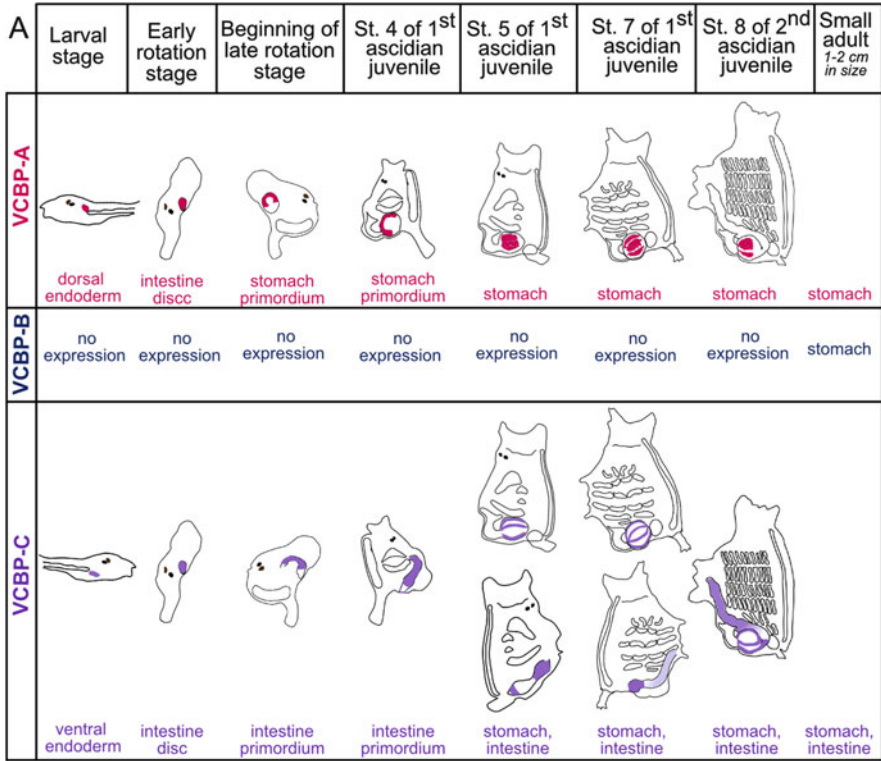 A
Larval
stage
Early
rotation
stage
Beginning of
late rotation
stage
St. 4 of 1st
ascidian
juvenile
St. 5 of 1st
ascidian
juvenile
St. 7 of 1st
ascidian
juvenile
St. 8 of 2nd
ascidian
juvenile
Small
adult
1-2 cm
in size
VCBP-A
dorsal
endoderm
intestine
discc
stomach
primordium
stomach
primordium
stomach
stomach
stomach
stomach
VCBP-B
no
expression
no
expression
no
expression
no
expression
no
expression
no
expression
no
expression
stomach
VCBP-C
ventral
endoderm
intestine
disc
intestine
primordium
intestine
primordium
stomach,
intestine
stomach,
intestine
stomach,
intestine
stomach,
intestine